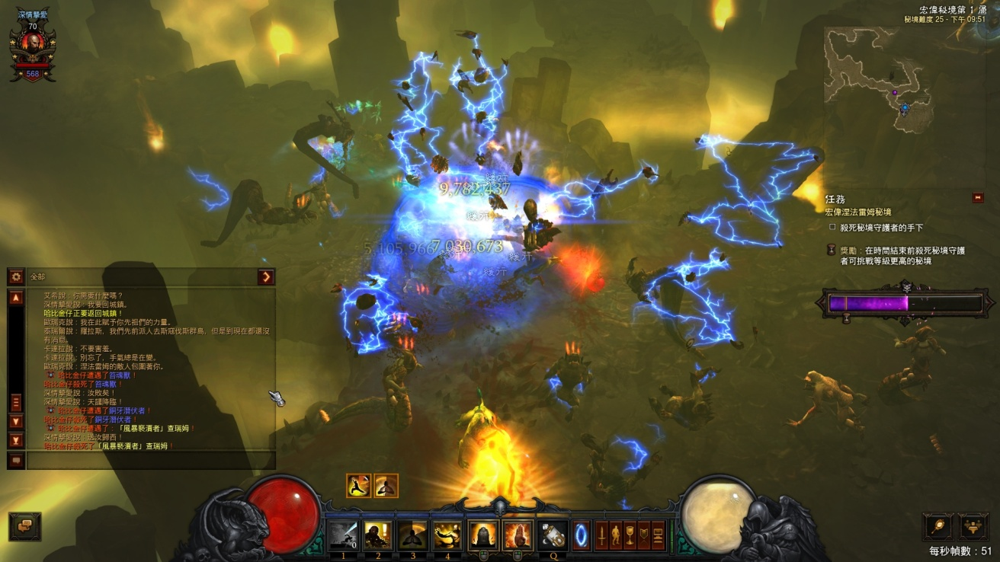 深情摯愛
70
568
宏偉秘境第 1 層
秘境難度 25 - 下午 09:51
9,782,437
5,105,966
7,030,673
任務
宏偉涅法雷姆秘境
殺死秘境守護者的手下
獎勵：在時間結束前殺死秘境守護
者可挑戰等級更高的秘境
全部
艾希說：你需要什麼嗎？
深情摯愛說：我要回城鎮。
哈比金仔正要返回城鎮！
歐瑞克說：我在此賦予你先祖們的力量。
泰瑞爾說：羅拉斯，我們先前派人去斯寇伐斯群島，但是到現在都還沒
有消息。
卡達拉說：不要害羞。
卡達拉說：別忘了，手氣總是在變。
歐瑞克說：涅法雷姆的敵人包圍著你。
哈比金仔遭遇了笞魂獸！
哈比金仔殺死了笞魂獸！
深情摯愛說：汝敗矣！
深情摯愛說：天譴降臨！
哈比金仔遭遇了鋼牙潛伏者！
哈比金仔殺死了鋼牙潛伏者！
哈比金仔遭遇了：「風暴褻瀆者」查瑞姆！
深情摯愛說：送汝歸西！
哈比金仔殺死了「風暴褻瀆者」查瑞姆！
0
1 2 3 4 Q
每秒幀數：51